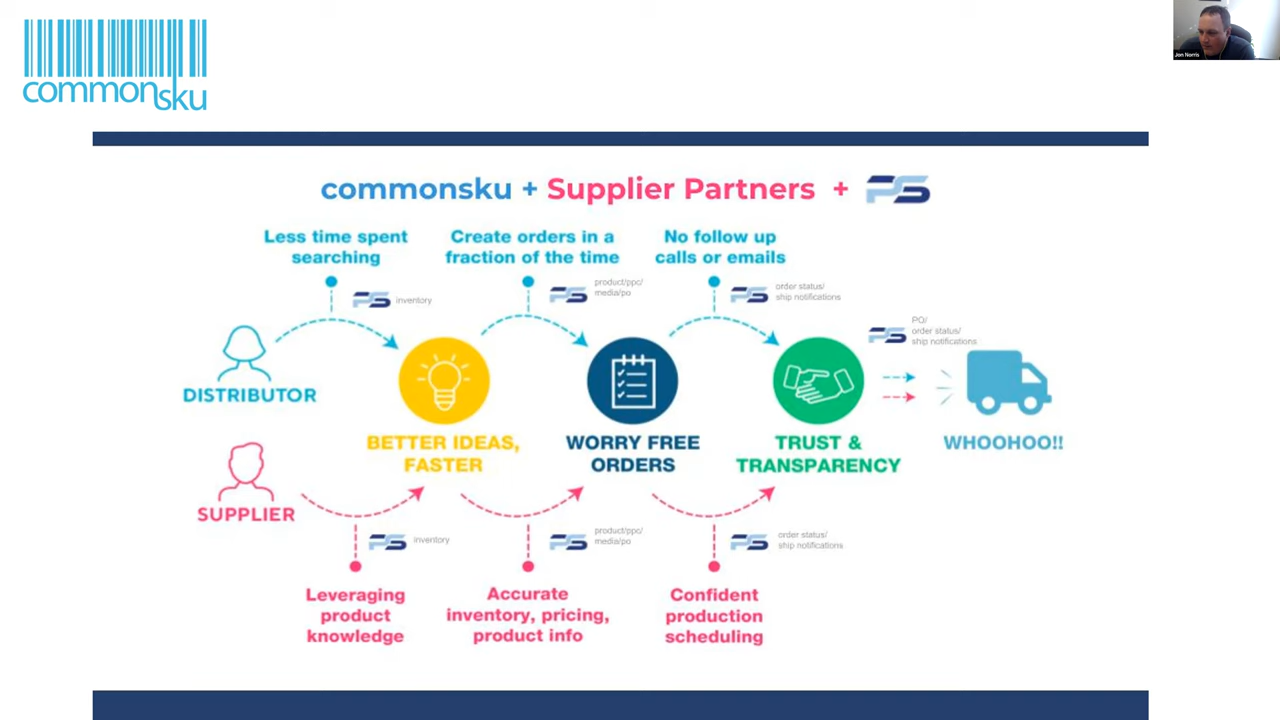 commonsku
Jon Norris
commonsku + Supplier Partners + PS
Less time spent
searching
Create orders in a
fraction of the time
No follow up
calls or emails
PS inventory
PS product/ppc/
media/po
PS order status/
ship notifications
PS PO/
order status/
ship notifications
DISTRIBUTOR
BETTER IDEAS,
FASTER
WORRY FREE
ORDERS
TRUST &
TRANSPARENCY
WHOOHOO!!
SUPPLIER
PS inventory
PS product/ppc/
media/po
PS order status/
ship notifications
Leveraging
product
knowledge
Accurate
inventory, pricing,
product info
Confident
production
scheduling